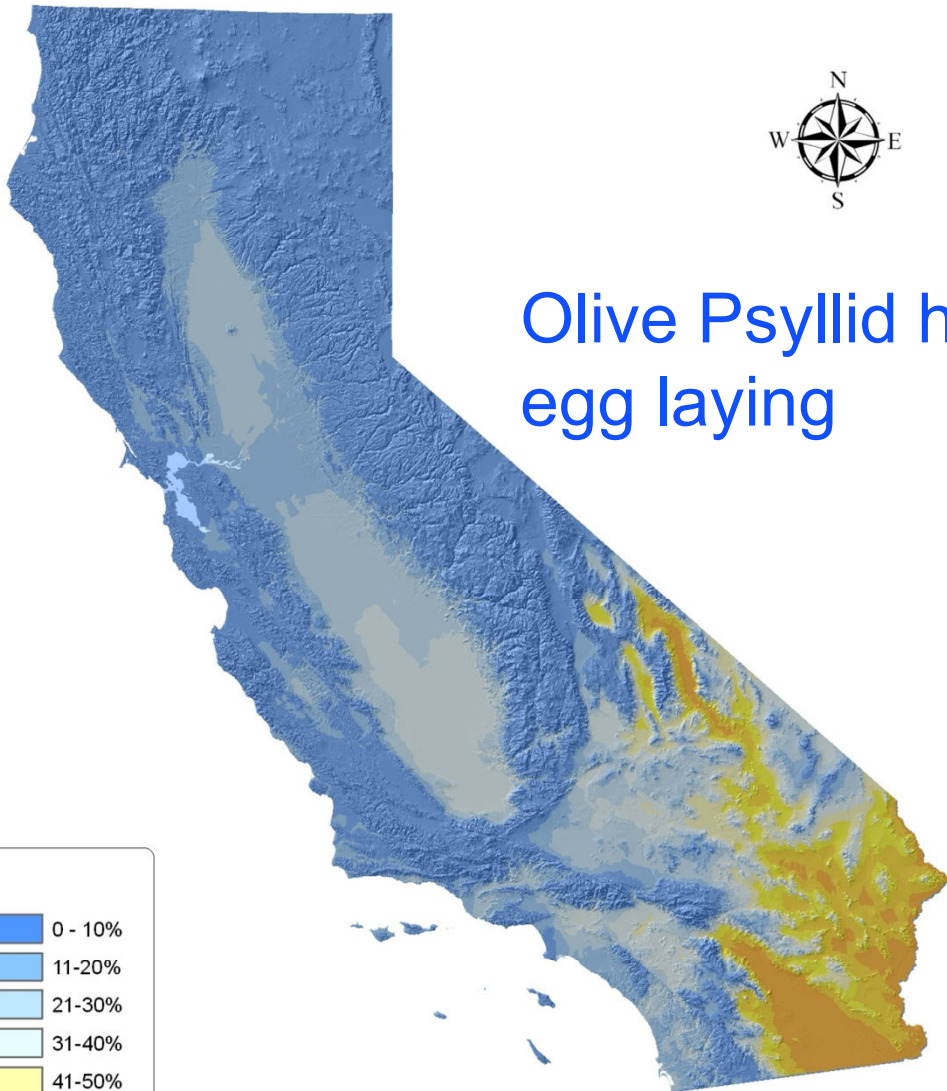 N
W E
S
Olive Psyllid h
egg laying
0 - 10%
11-20%
21-30%
31-40%
41-50%